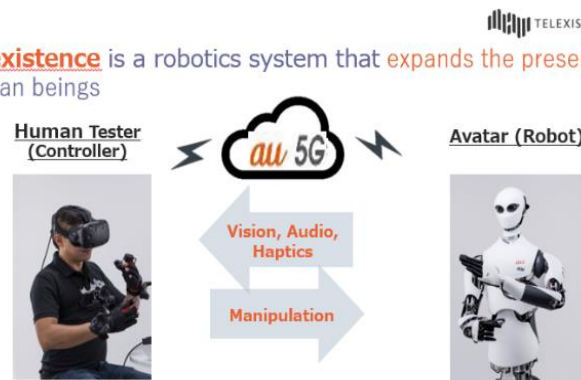 TELEXIS
existence is a robotics system that expands the prese
an beings
Human Tester
(Controller)
au 5G
Avatar (Robot)
Vision, Audio,
Haptics
Manipulation